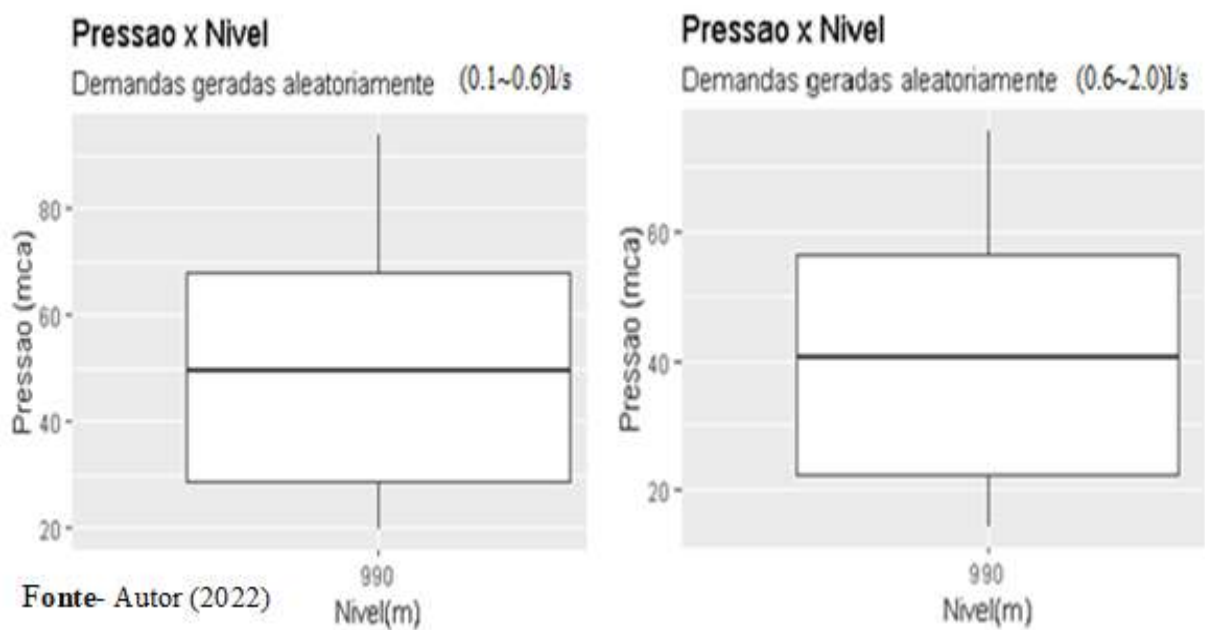 Pressao x Nivel
Demandas geradas aleatoriamente (0.1~0.6)l/s
Pressao (mca)
80
60
40
20
990
Nivel(m)
Fonte- Autor (2022)
Pressao x Nivel
Demandas geradas aleatoriamente (0.6~2.0)l/s
Pressao (mca)
60
40
20
990
Nivel(m)